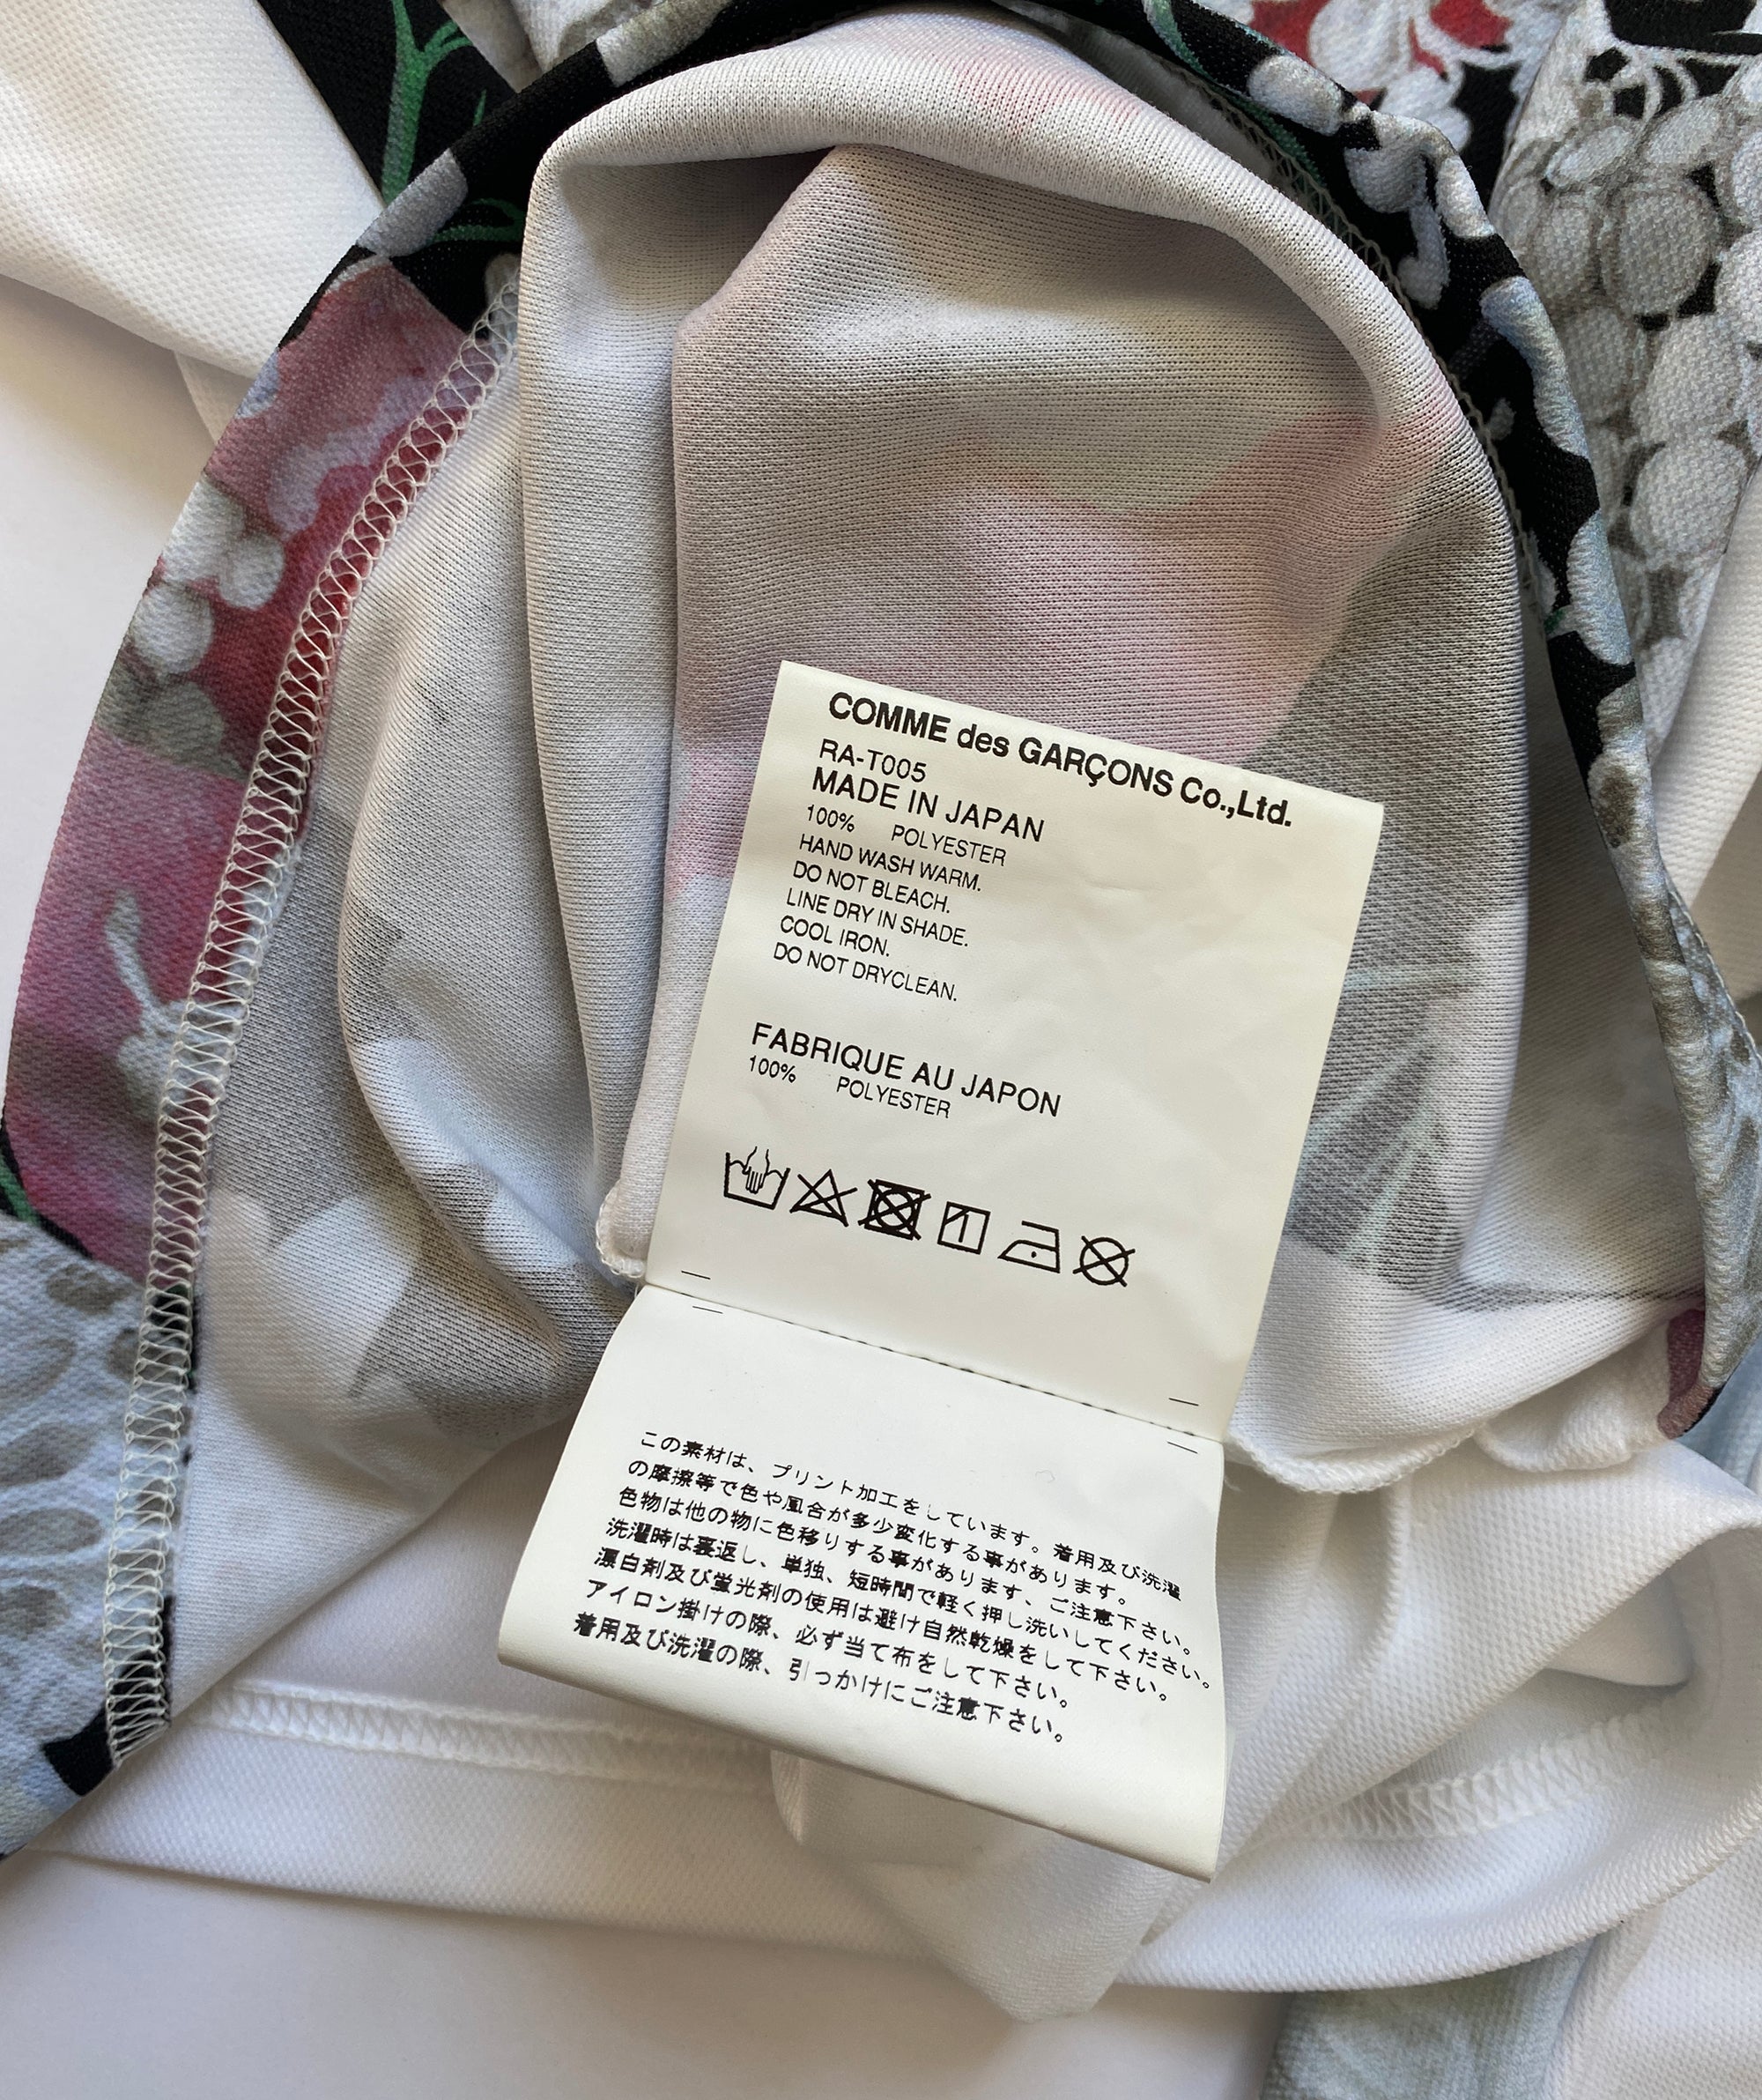 COMME des GARÇONS Co.,Ltd.
RA-T005
MADE IN JAPAN
100% POLYESTER
HAND WASH WARM.
DO NOT BLEACH.
LINE DRY IN SHADE.
COOL IRON.
DO NOT DRYCLEAN.
FABRIQUE AU JAPON
100% POLYESTER
1
この素材は、プリント加工をしています。着用及び洗濯
の摩擦等で色や風合が多少変化する事があります。
色物は他の物に色移りする事があります、ご注意下さい。
洗濯時は裏返し、単独、短時間で軽く押し洗いしてください。
漂白剤及び蛍光剤の使用は避け自然乾燥をして下さい。
アイロン掛けの際、必ず当て布をして下さい。
着用及び洗濯の際、引っかけにご注意下さい。